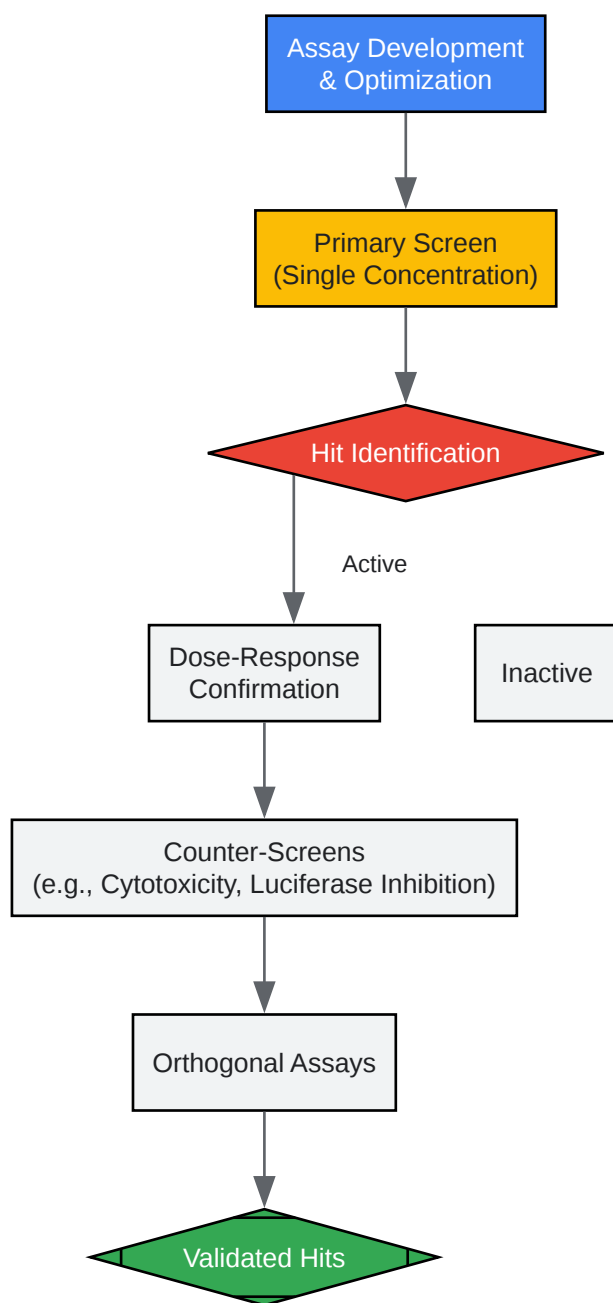 Assay Development
& Optimization
Primary Screen
(Single Concentration)
Hit Identification
Active
Dose-Response
Confirmation
Inactive
Counter-Screens
(e.g., Cytotoxicity, Luciferase Inhibition)
Orthogonal Assays
Validated Hits